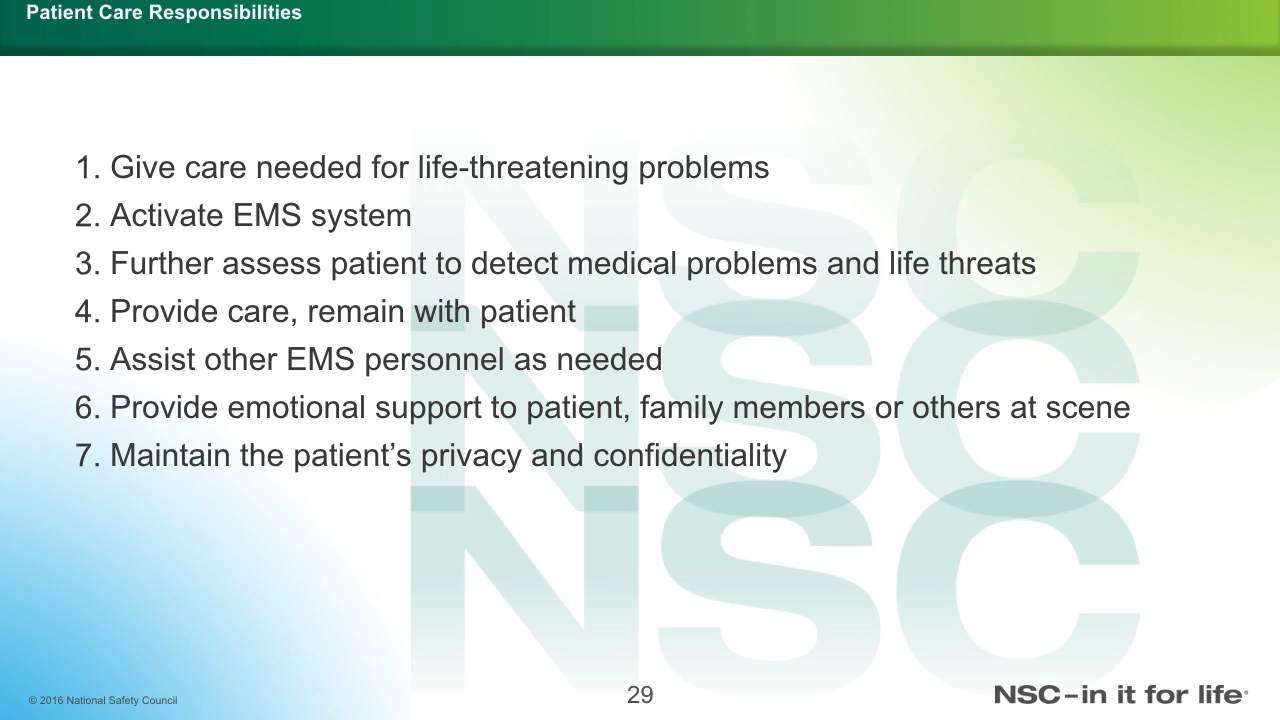 Patient Care Responsibilities
1. Give care needed for life-threatening problems
2. Activate EMS system
3. Further assess patient to detect medical problems and life threats
4. Provide care, remain with patient
5. Assist other EMS personnel as needed
6. Provide emotional support to patient, family members or others at scene
7. Maintain the patient’s privacy and confidentiality
NSC
NSC
NSC
© 2016 National Safety Council
29
NSC – in it for life®